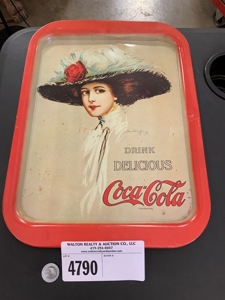 DRINK
DELICIOUS
Coca-Cola
WALTON REALTY & AUCTION CO., LLC
4790